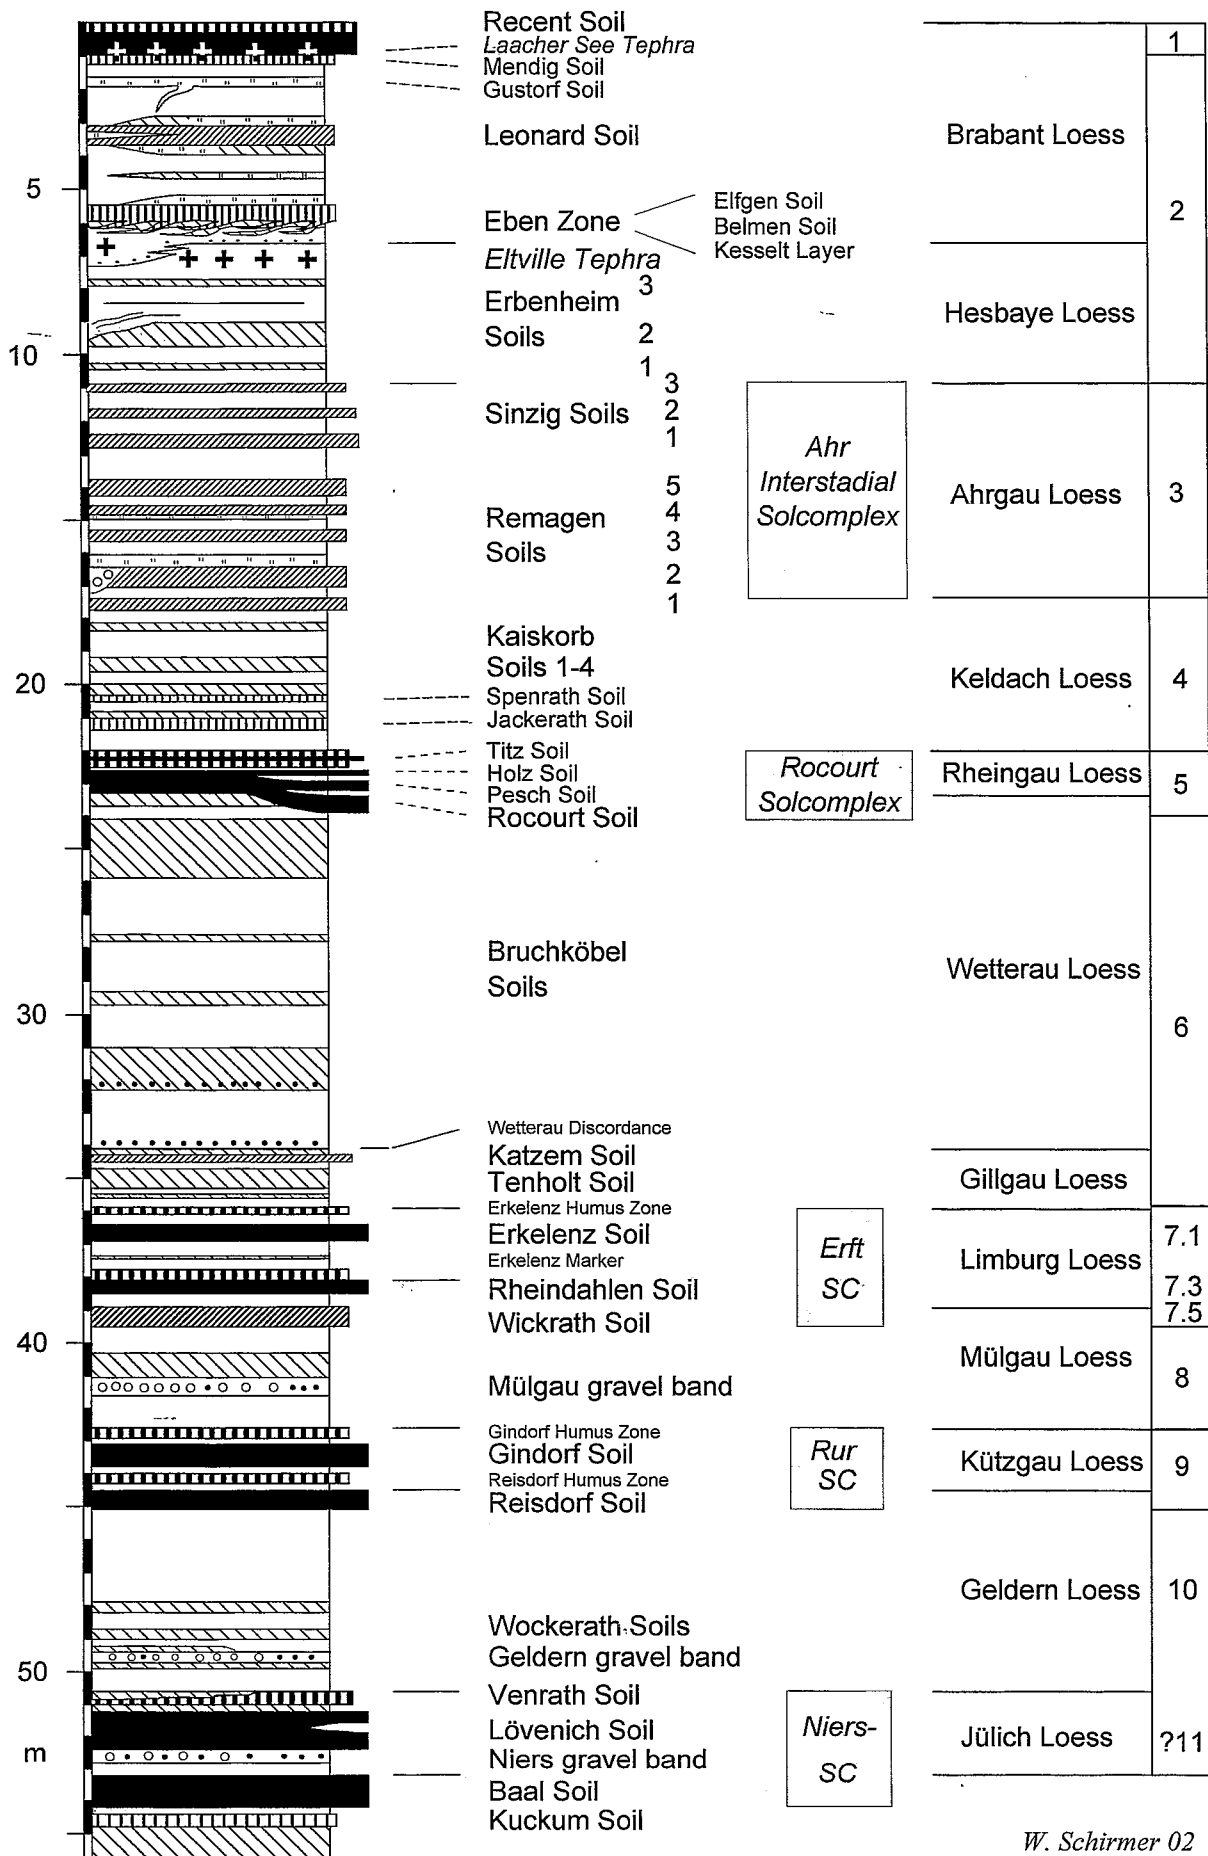 Recent Soil
Laacher See Tephra
Mendig Soil
Gustorf Soil
Leonard Soil
Eben Zone
Elfgen Soil
Belmen Soil
Kesselt Layer
Eltville Tephra
Erbenheim
Soils
3
2
1
Sinzig Soils
3
2
1
Remagen
Soils
5
4
3
2
1
Kaiskorb
Soils 1-4
Spenrath Soil
Jackerath Soil
Titz Soil
Holz Soil
Pesch Soil
Rocourt Soil
Bruchköbel
Soils
Wetterau Discordance
Katzem Soil
Tenholt Soil
Erkelenz Humus Zone
Erkelenz Soil
Erkelenz Marker
Rheindahlen Soil
Wickrath Soil
Mülgau gravel band
Gindorf Humus Zone
Gindorf Soil
Reisdorf Humus Zone
Reisdorf Soil
Wockerath Soils
Geldern gravel band
Venrath Soil
Lövenich Soil
Niers gravel band
Baal Soil
Kuckum Soil
5
10
20
30
40
50
m
Ahr
Interstadial
Solcomplex
Rocourt
Solcomplex
Erft
SC
Rur
SC
Niers-
SC
Brabant Loess
Hesbaye Loess
Ahrgau Loess
Keldach Loess
Rheingau Loess
Wetterau Loess
Gillgau Loess
Limburg Loess
Mülgau Loess
Kützgau Loess
Geldern Loess
Jülich Loess
1
2
3
4
5
6
7.1
7.3
7.5
8
9
10
?11
W. Schirmer 02